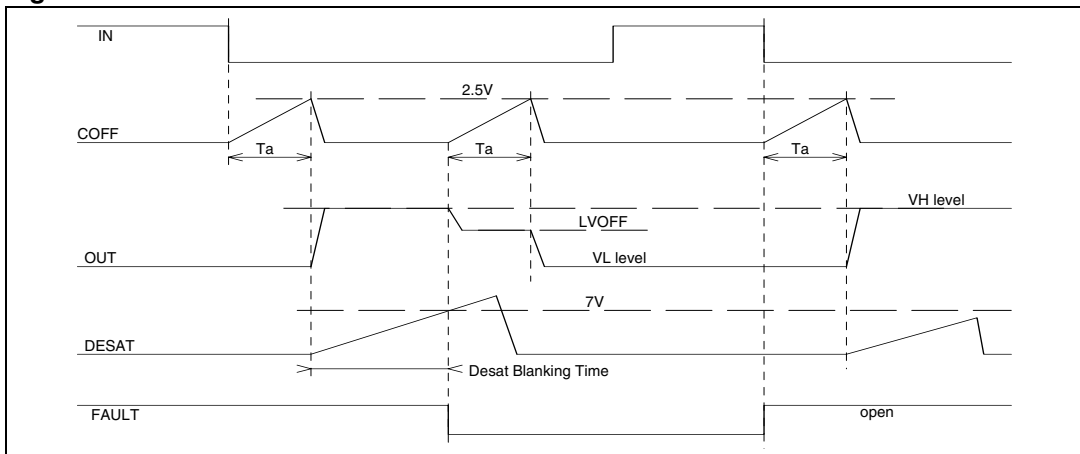 IN
2.5V
COFF
Ta
Ta
Ta
VH level
LVOFF
OUT
VL level
7V
DESAT
Desat Blanking Time
FAULT
open